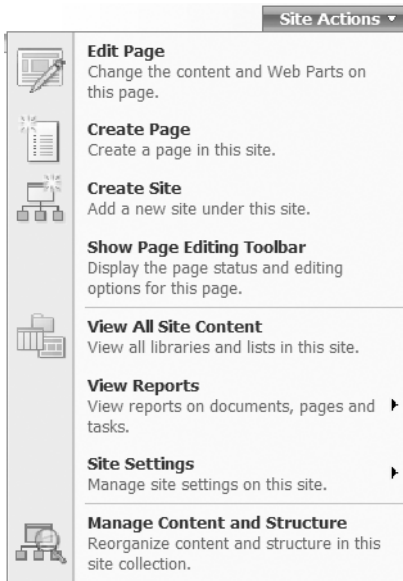 Site Actions
Edit Page
Change the content and Web Parts on
this page.
Create Page
Create a page in this site.
Create Site
Add a new site under this site.
Show Page Editing Toolbar
Display the page status and editing
options for this page.
View All Site Content
View all libraries and lists in this site.
View Reports
View reports on documents, pages and
tasks.
Site Settings
Manage site settings on this site.
Manage Content and Structure
Reorganize content and structure in this
site collection.